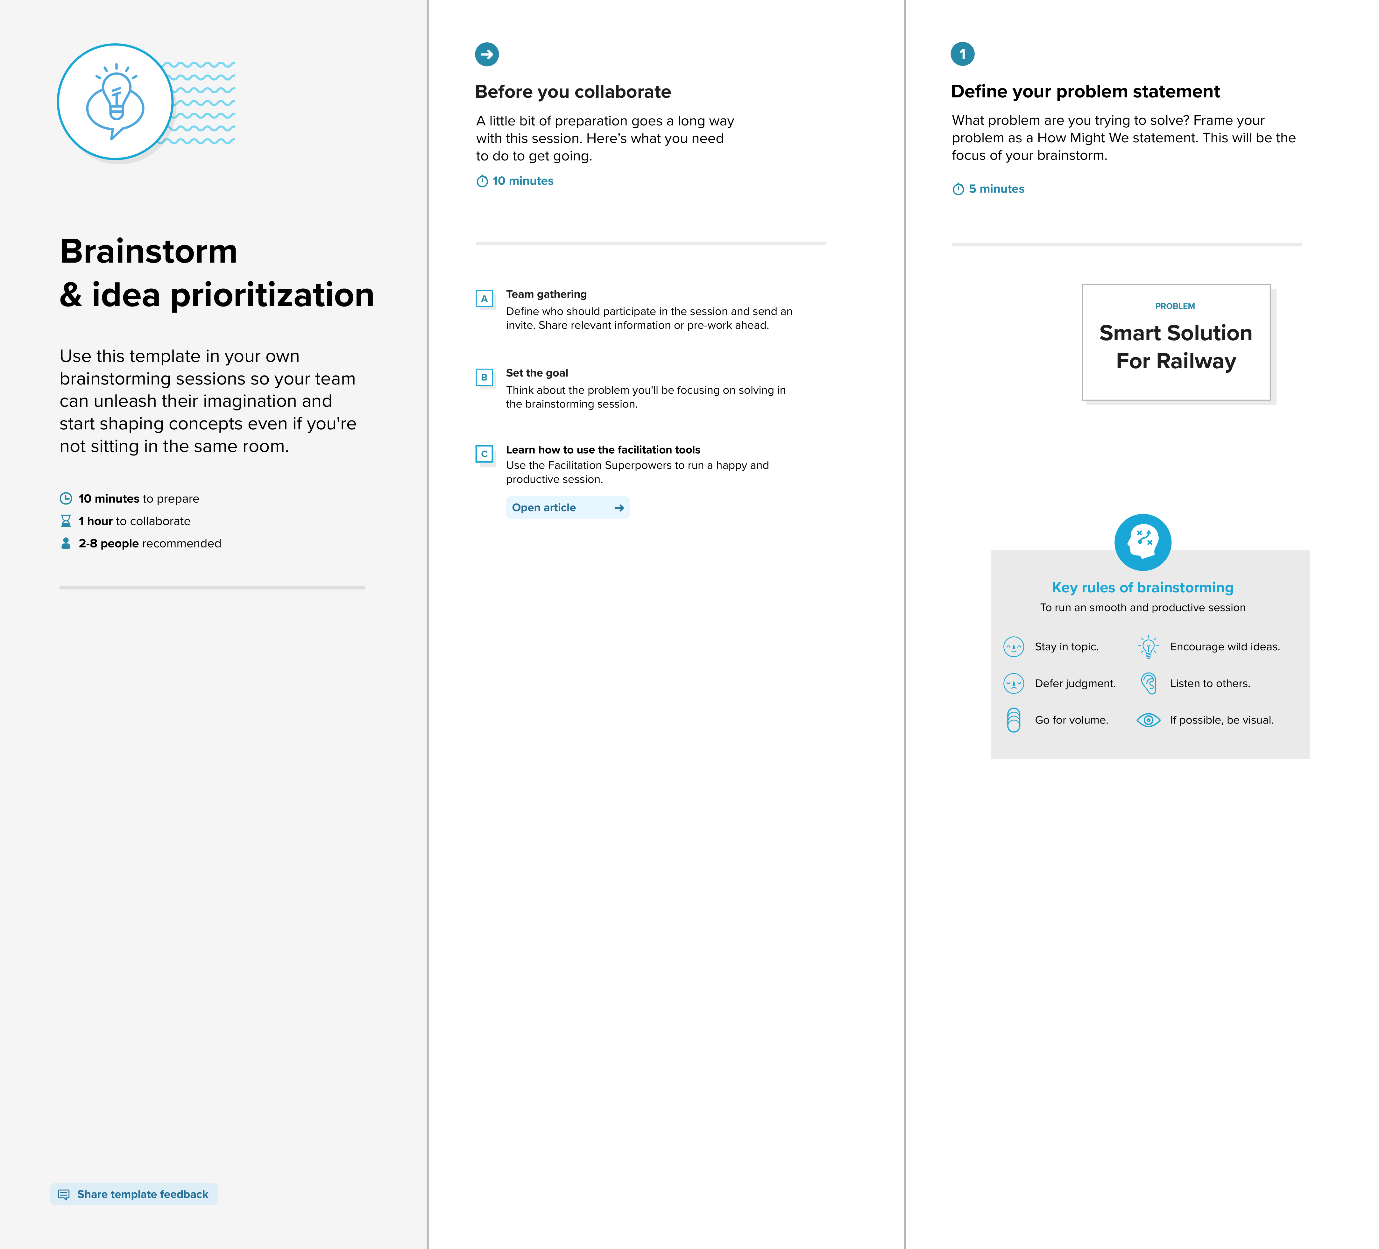 Brainstorm
& idea prioritization
Use this template in your own
brainstorming sessions so your team
can unleash their imagination and
start shaping concepts even if you're
not sitting in the same room.
10 minutes to prepare
1 hour to collaborate
2-8 people recommended
Share template feedback
Before you collaborate
A little bit of preparation goes a long way
with this session. Here's what you need
to do to get going.
10 minutes
A
Team gathering
Define who should participate in the session and send an
invite. Share relevant information or pre-work ahead.
B
Set the goal
Think about the problem you'll be focusing on solving in
the brainstorming session.
C
Learn how to use the facilitation tools
Use the Facilitation Superpowers to run a happy and
productive session.
Open article
1
Define your problem statement
What problem are you trying to solve? Frame your
problem as a How Might We statement. This will be the
focus of your brainstorm.
5 minutes
PROBLEM
Smart Solution
For Railway
Key rules of brainstorming
To run an smooth and productive session
Stay in topic.
Encourage wild ideas.
Defer judgment.
Listen to others.
Go for volume.
If possible, be visual.